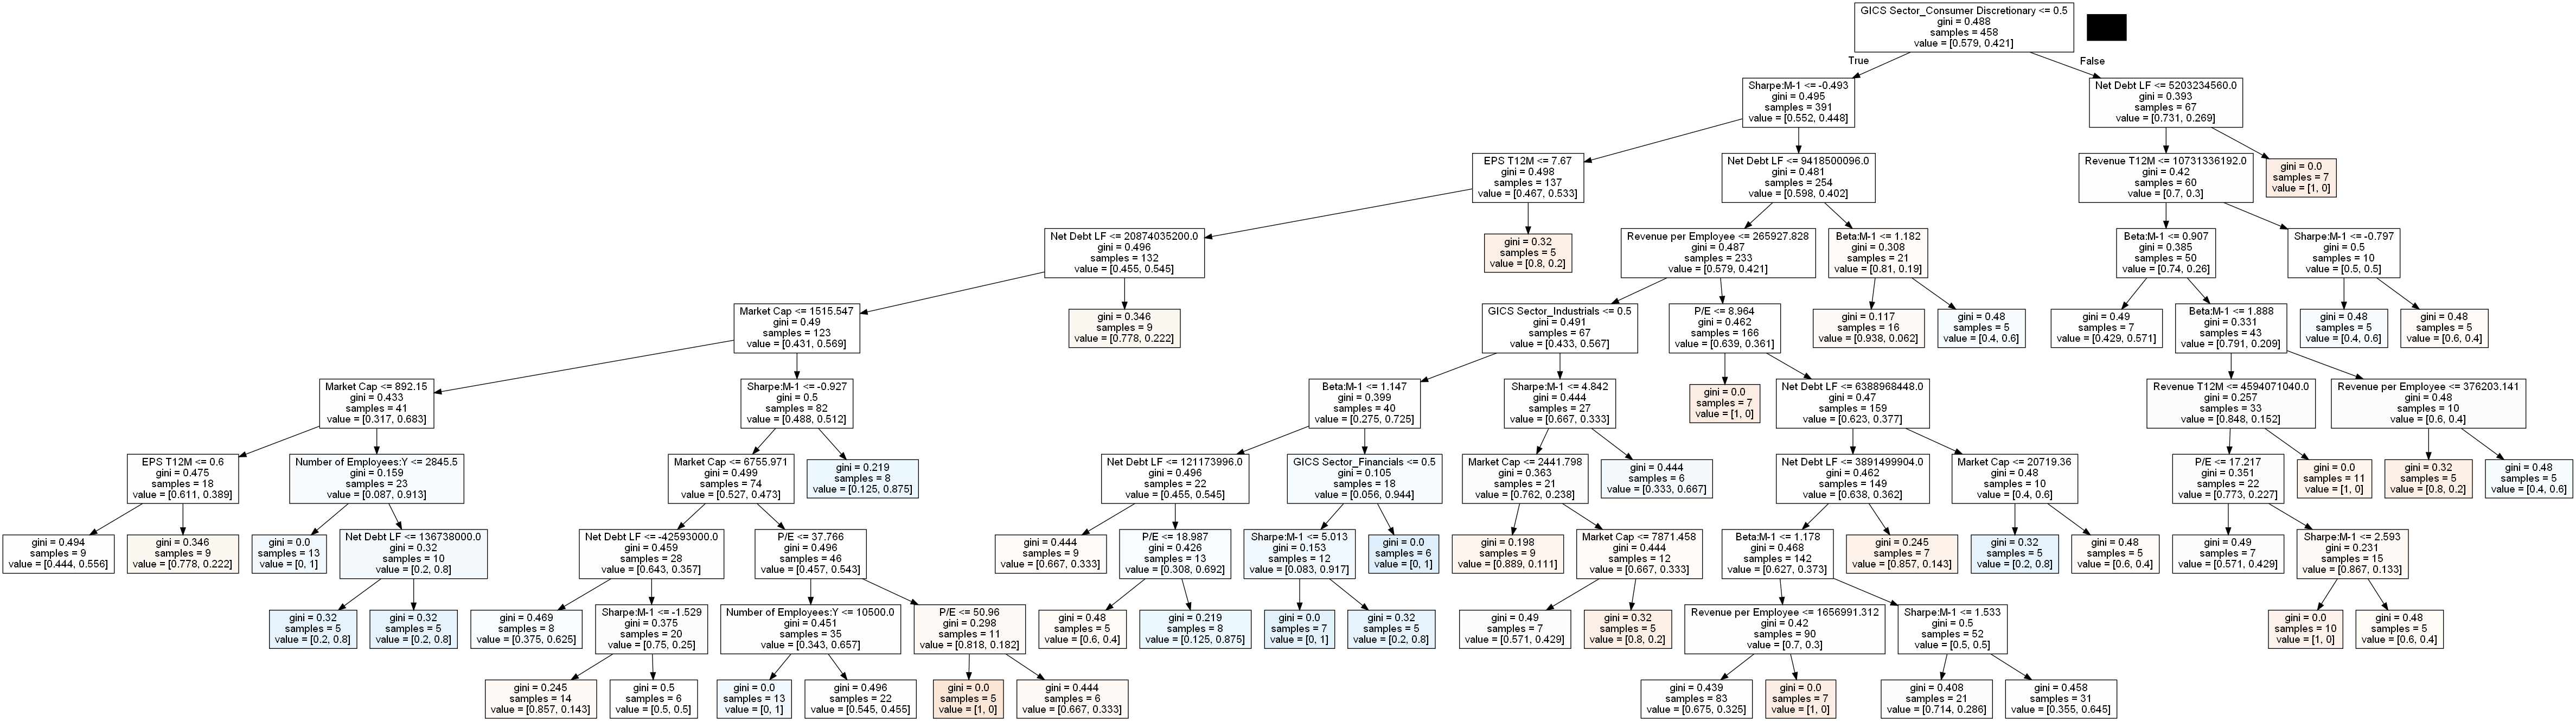 GICS Sector_Consumer Discretionary <= 0.5
gini = 0.488
samples = 458
value = [0.579, 0.421]
True
False
Sharpe:M-1 <= -0.493
gini = 0.495
samples = 391
value = [0.552, 0.448]
Net Debt LF <= 5203234560.0
gini = 0.393
samples = 67
value = [0.731, 0.269]
EPS T12M <= 7.67
gini = 0.498
samples = 137
value = [0.467, 0.533]
Net Debt LF <= 9418500096.0
gini = 0.481
samples = 254
value = [0.598, 0.402]
Revenue T12M <= 10731336192.0
gini = 0.42
samples = 60
value = [0.7, 0.3]
gini = 0.0
samples = 7
value = [1, 0]
Net Debt LF <= 20874035200.0
gini = 0.496
samples = 132
value = [0.455, 0.545]
gini = 0.32
samples = 5
value = [0.8, 0.2]
Revenue per Employee <= 265927.828
gini = 0.487
samples = 233
value = [0.579, 0.421]
Beta:M-1 <= 1.182
gini = 0.308
samples = 21
value = [0.81, 0.19]
Beta:M-1 <= 0.907
gini = 0.385
samples = 50
value = [0.74, 0.26]
Sharpe:M-1 <= -0.797
gini = 0.5
samples = 10
value = [0.5, 0.5]
Market Cap <= 1515.547
gini = 0.49
samples = 123
value = [0.431, 0.569]
gini = 0.346
samples = 9
value = [0.778, 0.222]
GICS Sector_Industrials <= 0.5
gini = 0.491
samples = 67
value = [0.433, 0.567]
P/E <= 8.964
gini = 0.462
samples = 166
value = [0.639, 0.361]
gini = 0.117
samples = 16
value = [0.938, 0.062]
gini = 0.48
samples = 5
value = [0.4, 0.6]
gini = 0.49
samples = 7
value = [0.429, 0.571]
Beta:M-1 <= 1.888
gini = 0.331
samples = 43
value = [0.791, 0.209]
gini = 0.48
samples = 5
value = [0.4, 0.6]
gini = 0.48
samples = 5
value = [0.6, 0.4]
Market Cap <= 892.15
gini = 0.433
samples = 41
value = [0.317, 0.683]
Sharpe:M-1 <= -0.927
gini = 0.5
samples = 82
value = [0.488, 0.512]
Beta:M-1 <= 1.147
gini = 0.399
samples = 40
value = [0.275, 0.725]
Sharpe:M-1 <= 4.842
gini = 0.444
samples = 27
value = [0.667, 0.333]
gini = 0.0
samples = 7
value = [1, 0]
Net Debt LF <= 6388968448.0
gini = 0.47
samples = 159
value = [0.623, 0.377]
Revenue T12M <= 4594071040.0
gini = 0.257
samples = 33
value = [0.848, 0.152]
Revenue per Employee <= 376203.141
gini = 0.48
samples = 10
value = [0.6, 0.4]
EPS T12M <= 0.6
gini = 0.475
samples = 18
value = [0.611, 0.389]
Number of Employees:Y <= 2845.5
gini = 0.159
samples = 23
value = [0.087, 0.913]
Market Cap <= 6755.971
gini = 0.499
samples = 74
value = [0.527, 0.473]
gini = 0.219
samples = 8
value = [0.125, 0.875]
Net Debt LF <= 121173996.0
gini = 0.496
samples = 22
value = [0.455, 0.545]
GICS Sector_Financials <= 0.5
gini = 0.105
samples = 18
value = [0.056, 0.944]
Market Cap <= 2441.798
gini = 0.363
samples = 21
value = [0.762, 0.238]
gini = 0.444
samples = 6
value = [0.333, 0.667]
Net Debt LF <= 3891499904.0
gini = 0.462
samples = 149
value = [0.638, 0.362]
Market Cap <= 20719.36
gini = 0.48
samples = 10
value = [0.4, 0.6]
P/E <= 17.217
gini = 0.351
samples = 22
value = [0.773, 0.227]
gini = 0.0
samples = 11
value = [1, 0]
gini = 0.32
samples = 5
value = [0.8, 0.2]
gini = 0.48
samples = 5
value = [0.4, 0.6]
gini = 0.494
samples = 9
value = [0.444, 0.556]
gini = 0.346
samples = 9
value = [0.778, 0.222]
gini = 0.0
samples = 13
value = [0, 1]
Net Debt LF <= 136738000.0
gini = 0.32
samples = 10
value = [0.2, 0.8]
Net Debt LF <= -42593000.0
gini = 0.459
samples = 28
value = [0.643, 0.357]
P/E <= 37.766
gini = 0.496
samples = 46
value = [0.457, 0.543]
gini = 0.444
samples = 9
value = [0.667, 0.333]
P/E <= 18.987
gini = 0.426
samples = 13
value = [0.308, 0.692]
Sharpe:M-1 <= 5.013
gini = 0.153
samples = 12
value = [0.083, 0.917]
gini = 0.0
samples = 6
value = [0, 1]
gini = 0.198
samples = 9
value = [0.889, 0.111]
Market Cap <= 7871.458
gini = 0.444
samples = 12
value = [0.667, 0.333]
Beta:M-1 <= 1.178
gini = 0.468
samples = 142
value = [0.627, 0.373]
gini = 0.245
samples = 7
value = [0.857, 0.143]
gini = 0.32
samples = 5
value = [0.2, 0.8]
gini = 0.48
samples = 5
value = [0.6, 0.4]
gini = 0.49
samples = 7
value = [0.571, 0.429]
Sharpe:M-1 <= 2.593
gini = 0.231
samples = 15
value = [0.867, 0.133]
gini = 0.32
samples = 5
value = [0.2, 0.8]
gini = 0.32
samples = 5
value = [0.2, 0.8]
gini = 0.469
samples = 8
value = [0.375, 0.625]
Sharpe:M-1 <= -1.529
gini = 0.375
samples = 20
value = [0.75, 0.25]
Number of Employees:Y <= 10500.0
gini = 0.451
samples = 35
value = [0.343, 0.657]
P/E <= 50.96
gini = 0.298
samples = 11
value = [0.818, 0.182]
gini = 0.48
samples = 5
value = [0.6, 0.4]
gini = 0.219
samples = 8
value = [0.125, 0.875]
gini = 0.0
samples = 7
value = [0, 1]
gini = 0.32
samples = 5
value = [0.2, 0.8]
gini = 0.49
samples = 7
value = [0.571, 0.429]
gini = 0.32
samples = 5
value = [0.8, 0.2]
Revenue per Employee <= 1656991.312
gini = 0.42
samples = 90
value = [0.7, 0.3]
Sharpe:M-1 <= 1.533
gini = 0.5
samples = 52
value = [0.5, 0.5]
gini = 0.0
samples = 10
value = [1, 0]
gini = 0.48
samples = 5
value = [0.6, 0.4]
gini = 0.245
samples = 14
value = [0.857, 0.143]
gini = 0.5
samples = 6
value = [0.5, 0.5]
gini = 0.0
samples = 13
value = [0, 1]
gini = 0.496
samples = 22
value = [0.545, 0.455]
gini = 0.0
samples = 5
value = [1, 0]
gini = 0.444
samples = 6
value = [0.667, 0.333]
gini = 0.439
samples = 83
value = [0.675, 0.325]
gini = 0.0
samples = 7
value = [1, 0]
gini = 0.408
samples = 21
value = [0.714, 0.286]
gini = 0.458
samples = 31
value = [0.355, 0.645]